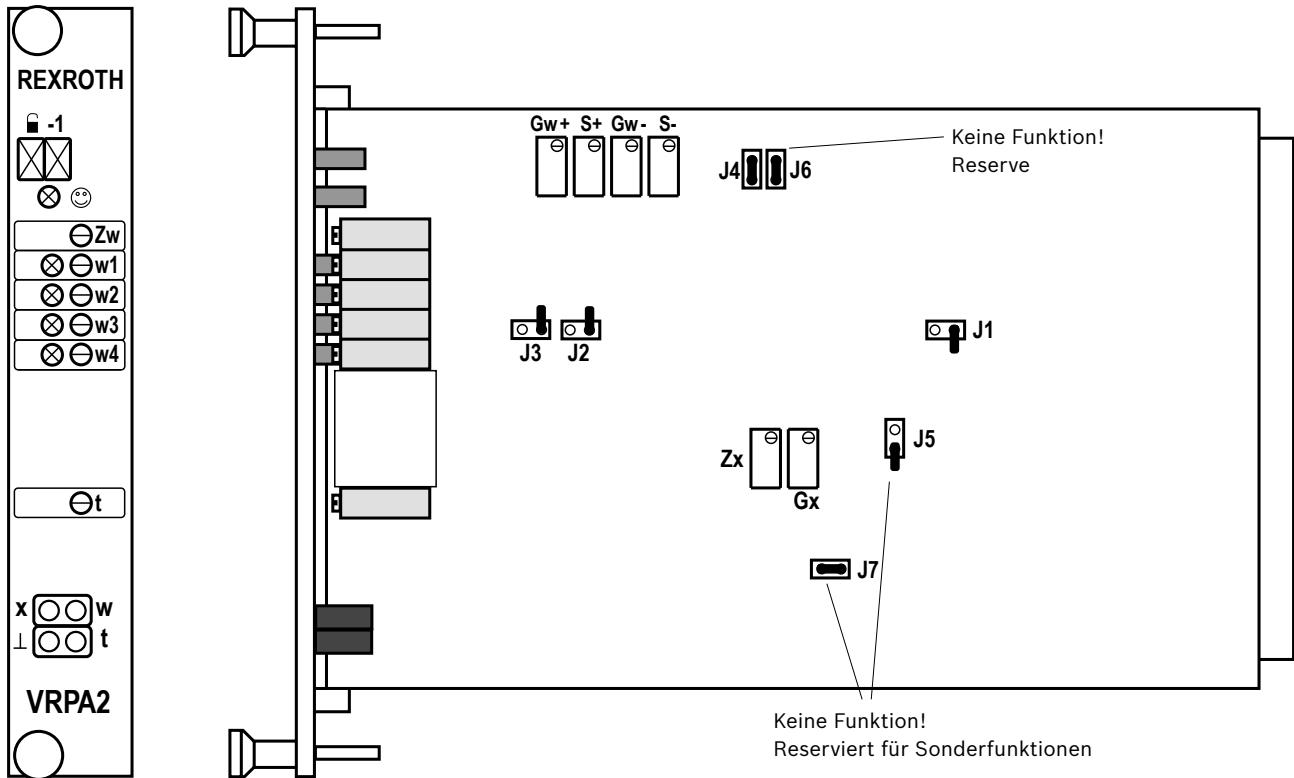 REXROTH
-1
Zw
w1
w2
w3
w4
t
x w
⊥ t
VRPA2
Gw+ S+ Gw- S-
J4 J6
Keine Funktion!
Reserve
J3 J2
J1
J5
Zx
Gx
J7
Keine Funktion!
Reserviert für Sonderfunktionen